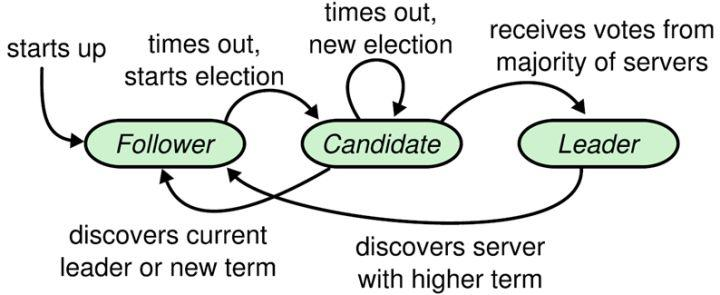 starts up
times out,
starts election
times out,
new election
receives votes from
majority of servers
Follower
Candidate
Leader
discovers current
leader or new term
discovers server
with higher term